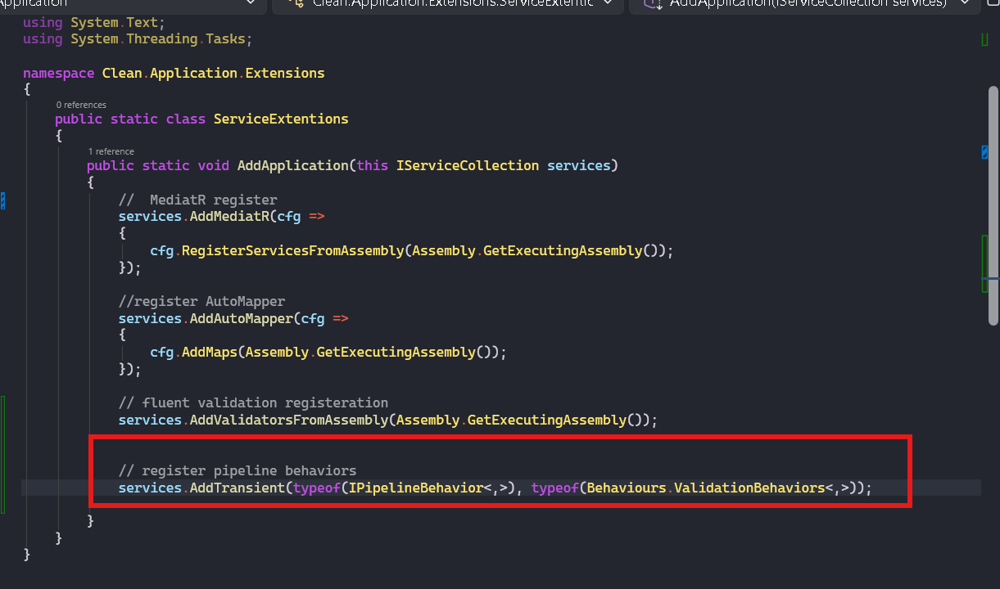 Application
Clean.Application.Extensions.ServiceExtentic
AddApplication(IServiceCollection services)
using System.Text;
using System.Threading.Tasks;
namespace Clean.Application.Extensions
{
0 references
public static class ServiceExtentions
{
1 reference
public static void AddApplication(this IServiceCollection services)
{
//  MediatR register
services.AddMediatR(cfg =>
{
cfg.RegisterServicesFromAssembly(Assembly.GetExecutingAssembly());
});
//register AutoMapper
services.AddAutoMapper(cfg =>
{
cfg.AddMaps(Assembly.GetExecutingAssembly());
});
// fluent validation registeration
services.AddValidatorsFromAssembly(Assembly.GetExecutingAssembly());
// register pipeline behaviors
services.AddTransient(typeof(IPipelineBehavior<,>), typeof(Behaviours.ValidationBehaviors<,>));
}
}
}